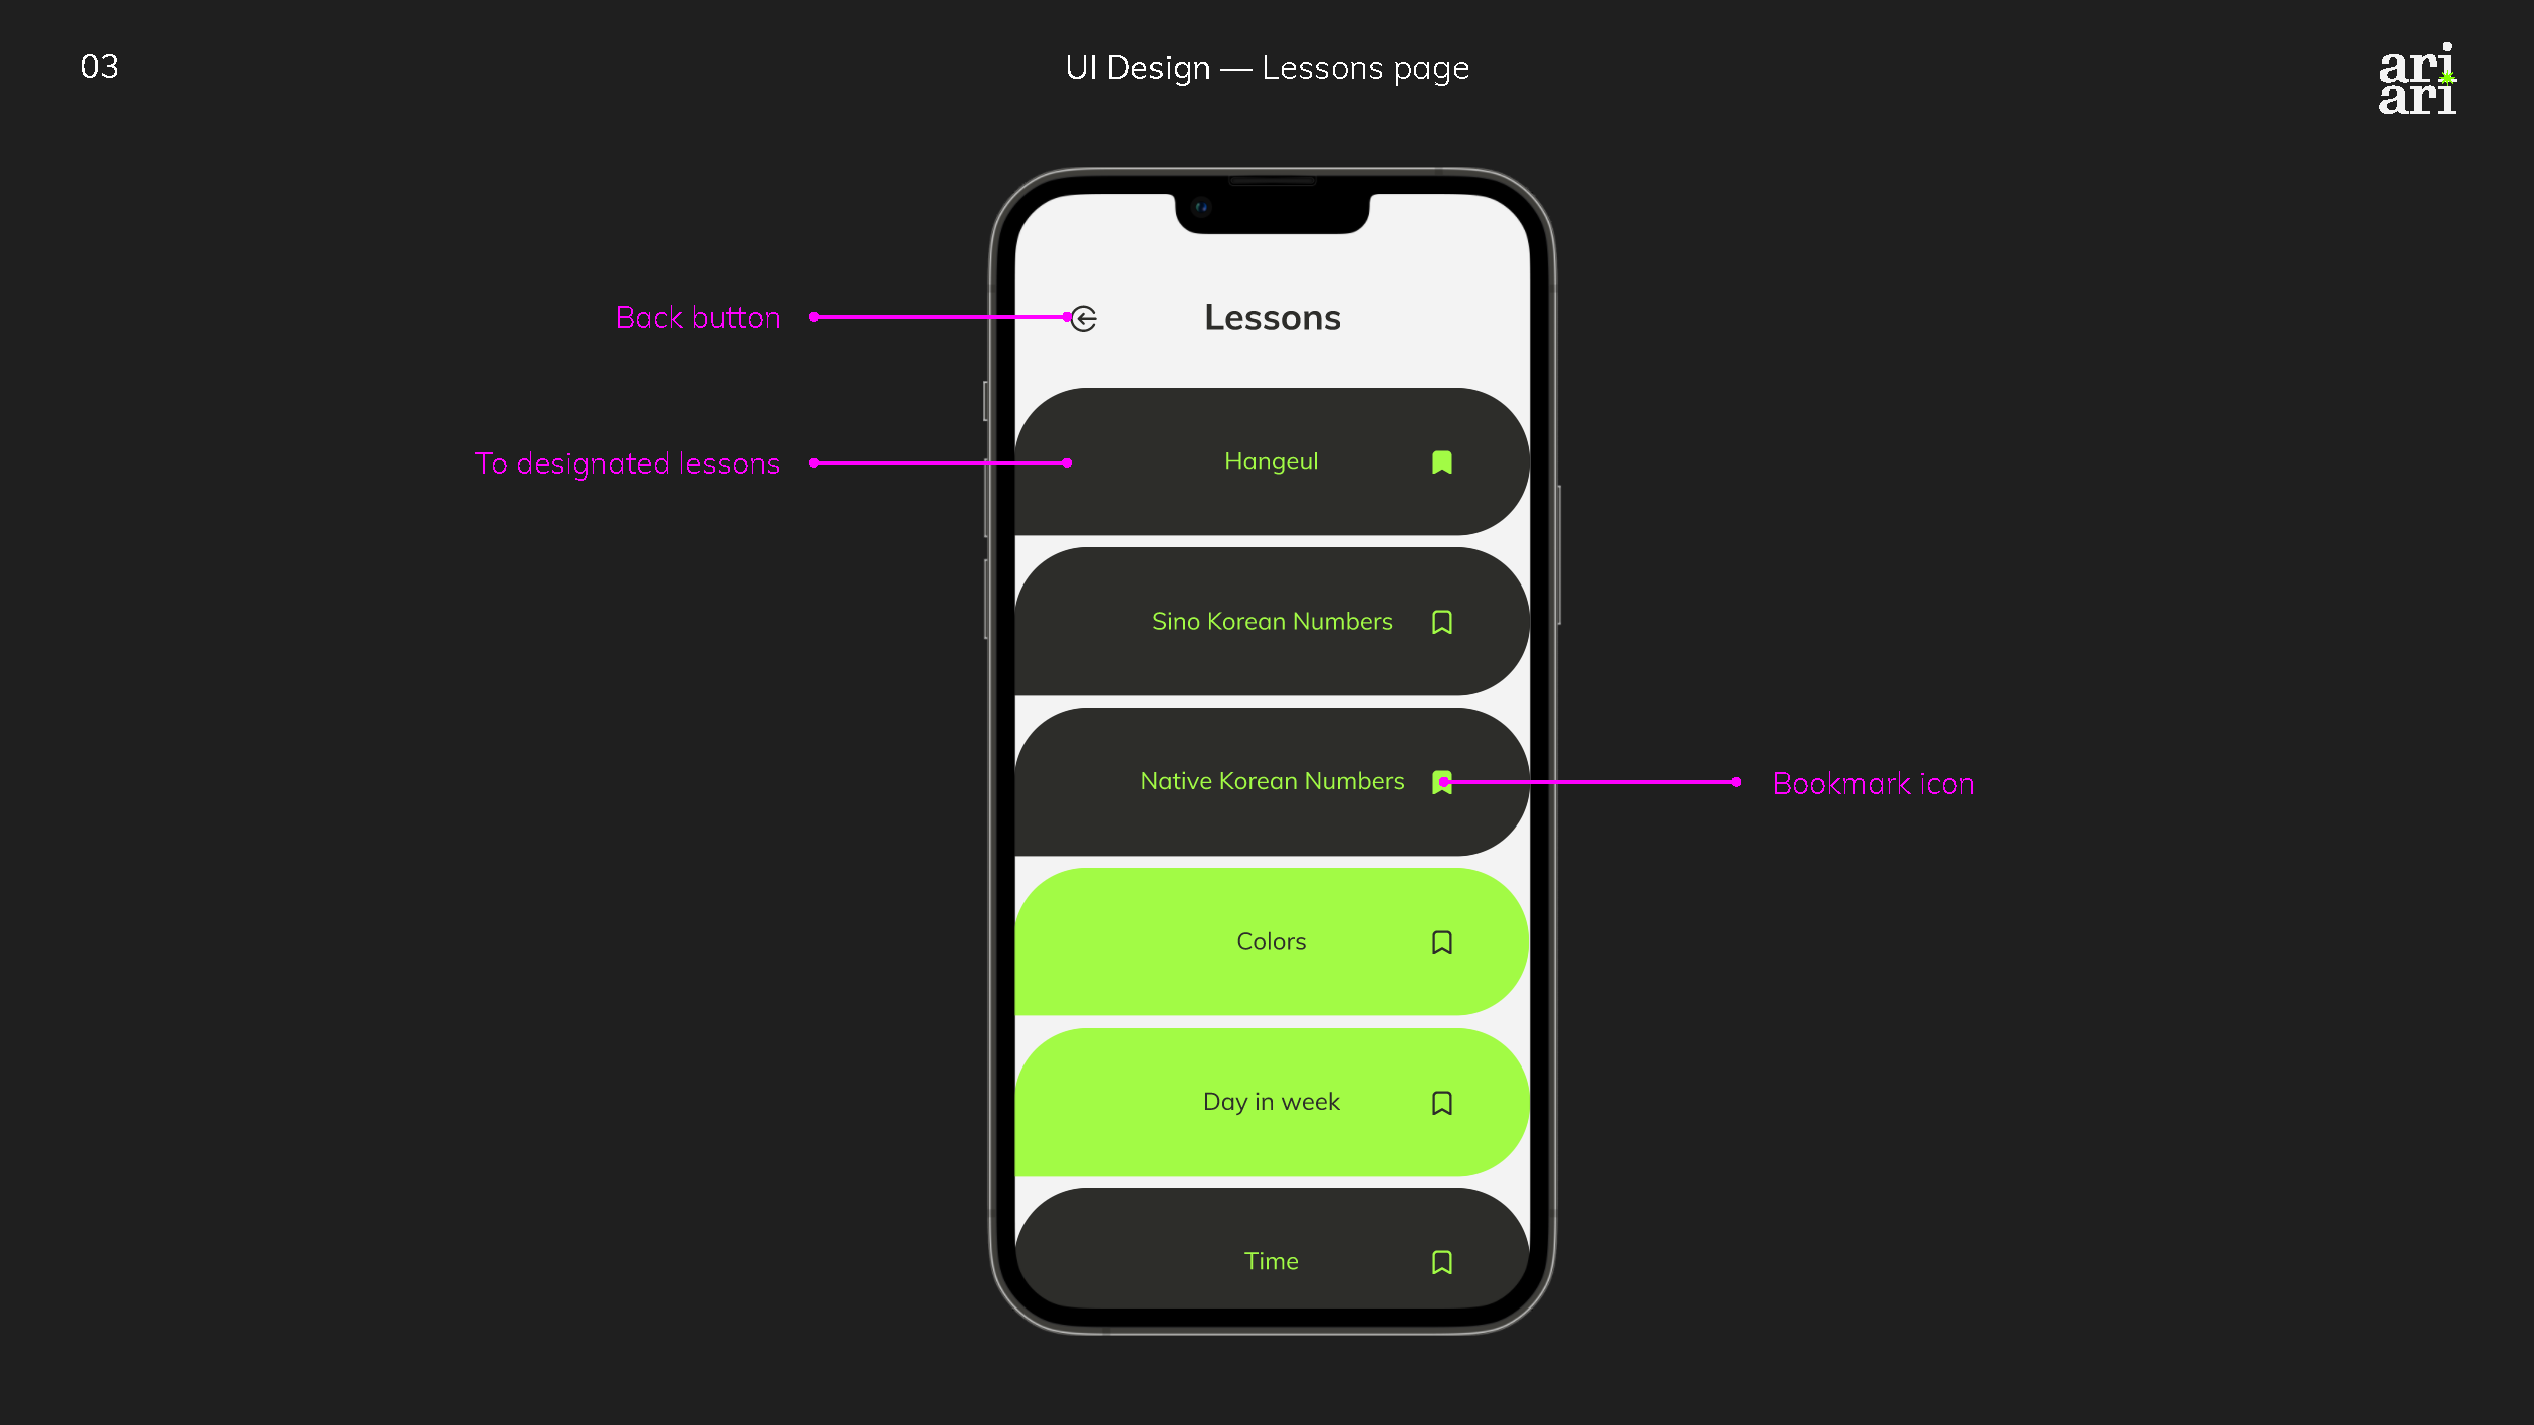 03
UI Design — Lessons page
ari
ari
Back button
Lessons
To designated lessons
Hangeul
Sino Korean Numbers
Native Korean Numbers
Bookmark icon
Colors
Day in week
Time